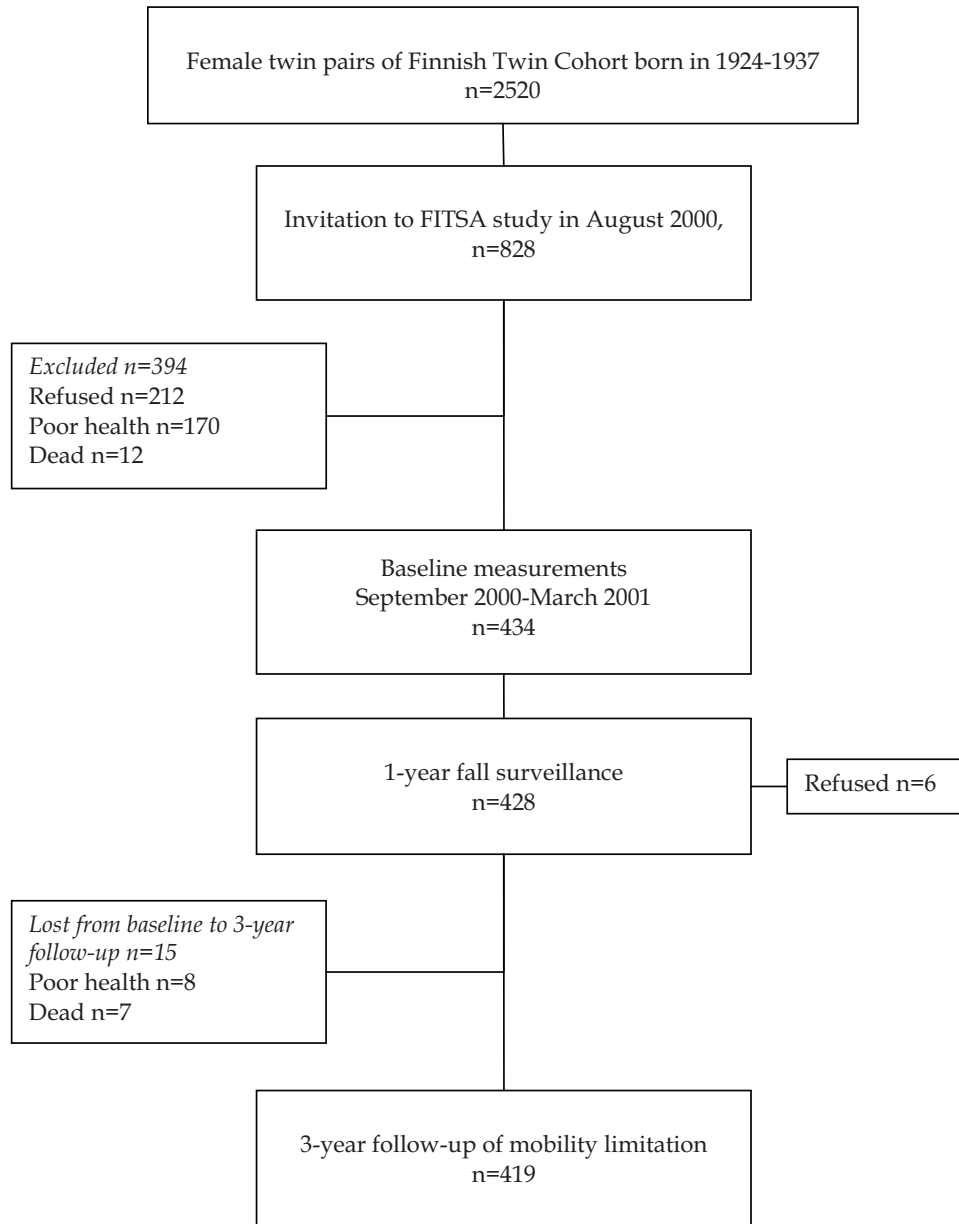 Female twin pairs of Finnish Twin Cohort born in 1924-1937
n=2520
Invitation to FITSA study in August 2000,
n=828
Excluded n=394
Refused n=212
Poor health n=170
Dead n=12
Baseline measurements
September 2000-March 2001
n=434
1-year fall surveillance
n=428
Refused n=6
Lost from baseline to 3-year
follow-up n=15
Poor health n=8
Dead n=7
3-year follow-up of mobility limitation
n=419